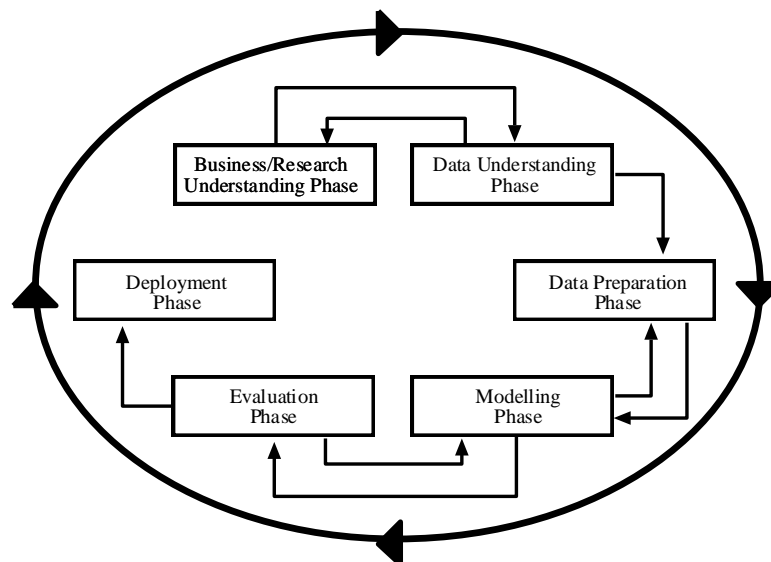 Business/Research
Understanding Phase
Data Understanding
Phase
Deployment
Phase
Data Preparation
Phase
Evaluation
Phase
Modelling
Phase